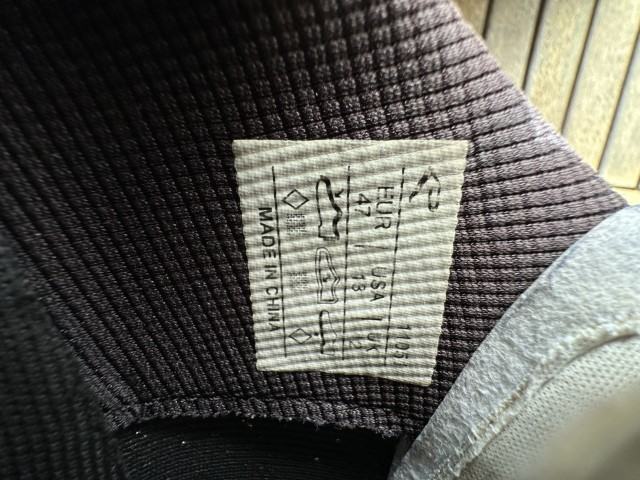 EUR / USA / UK
47 / 13 / 12
MADE IN CHINA